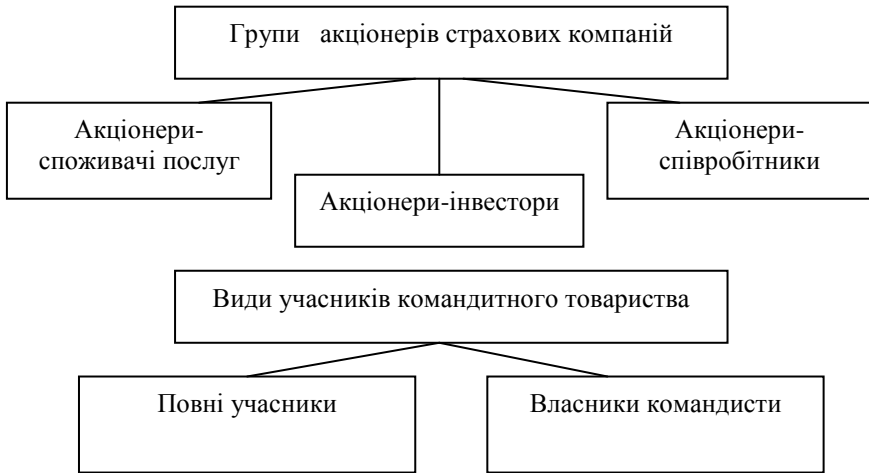 Групи акціонерів страхових компаній
Акціонери-
споживачі послуг
Акціонери-інвестори
Акціонери-
співробітники
Види учасників командитного товариства
Повні учасники
Власники командисти